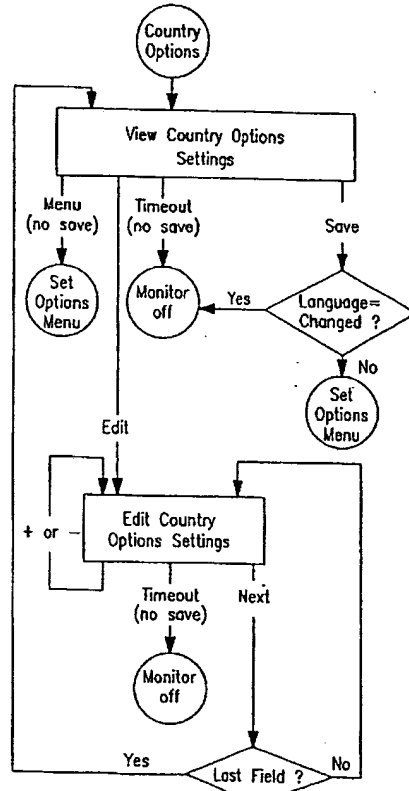 Country
Options
View Country Options
Settings
Menu
(no save)
Timeout
(no save)
Save
Set
Options
Menu
Monitor
off
Yes
Language=
Changed ?
No
Set
Options
Menu
Edit
+ or -
Edit Country
Options Settings
Timeout
(no save)
Next
Monitor
off
Yes
Last Field ?
No